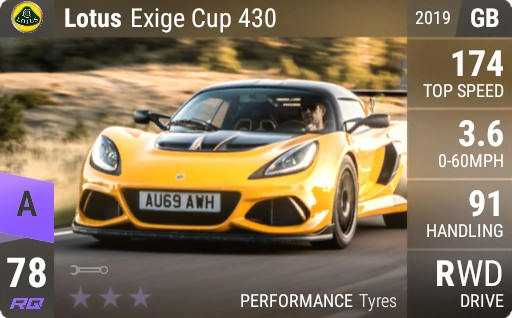 LOTUS
Lotus Exige Cup 430
2019 GB
174
TOP SPEED
3.6
0-60MPH
91
HANDLING
RWD
DRIVE
A
78
RQ
AU69 AWH
PERFORMANCE Tyres